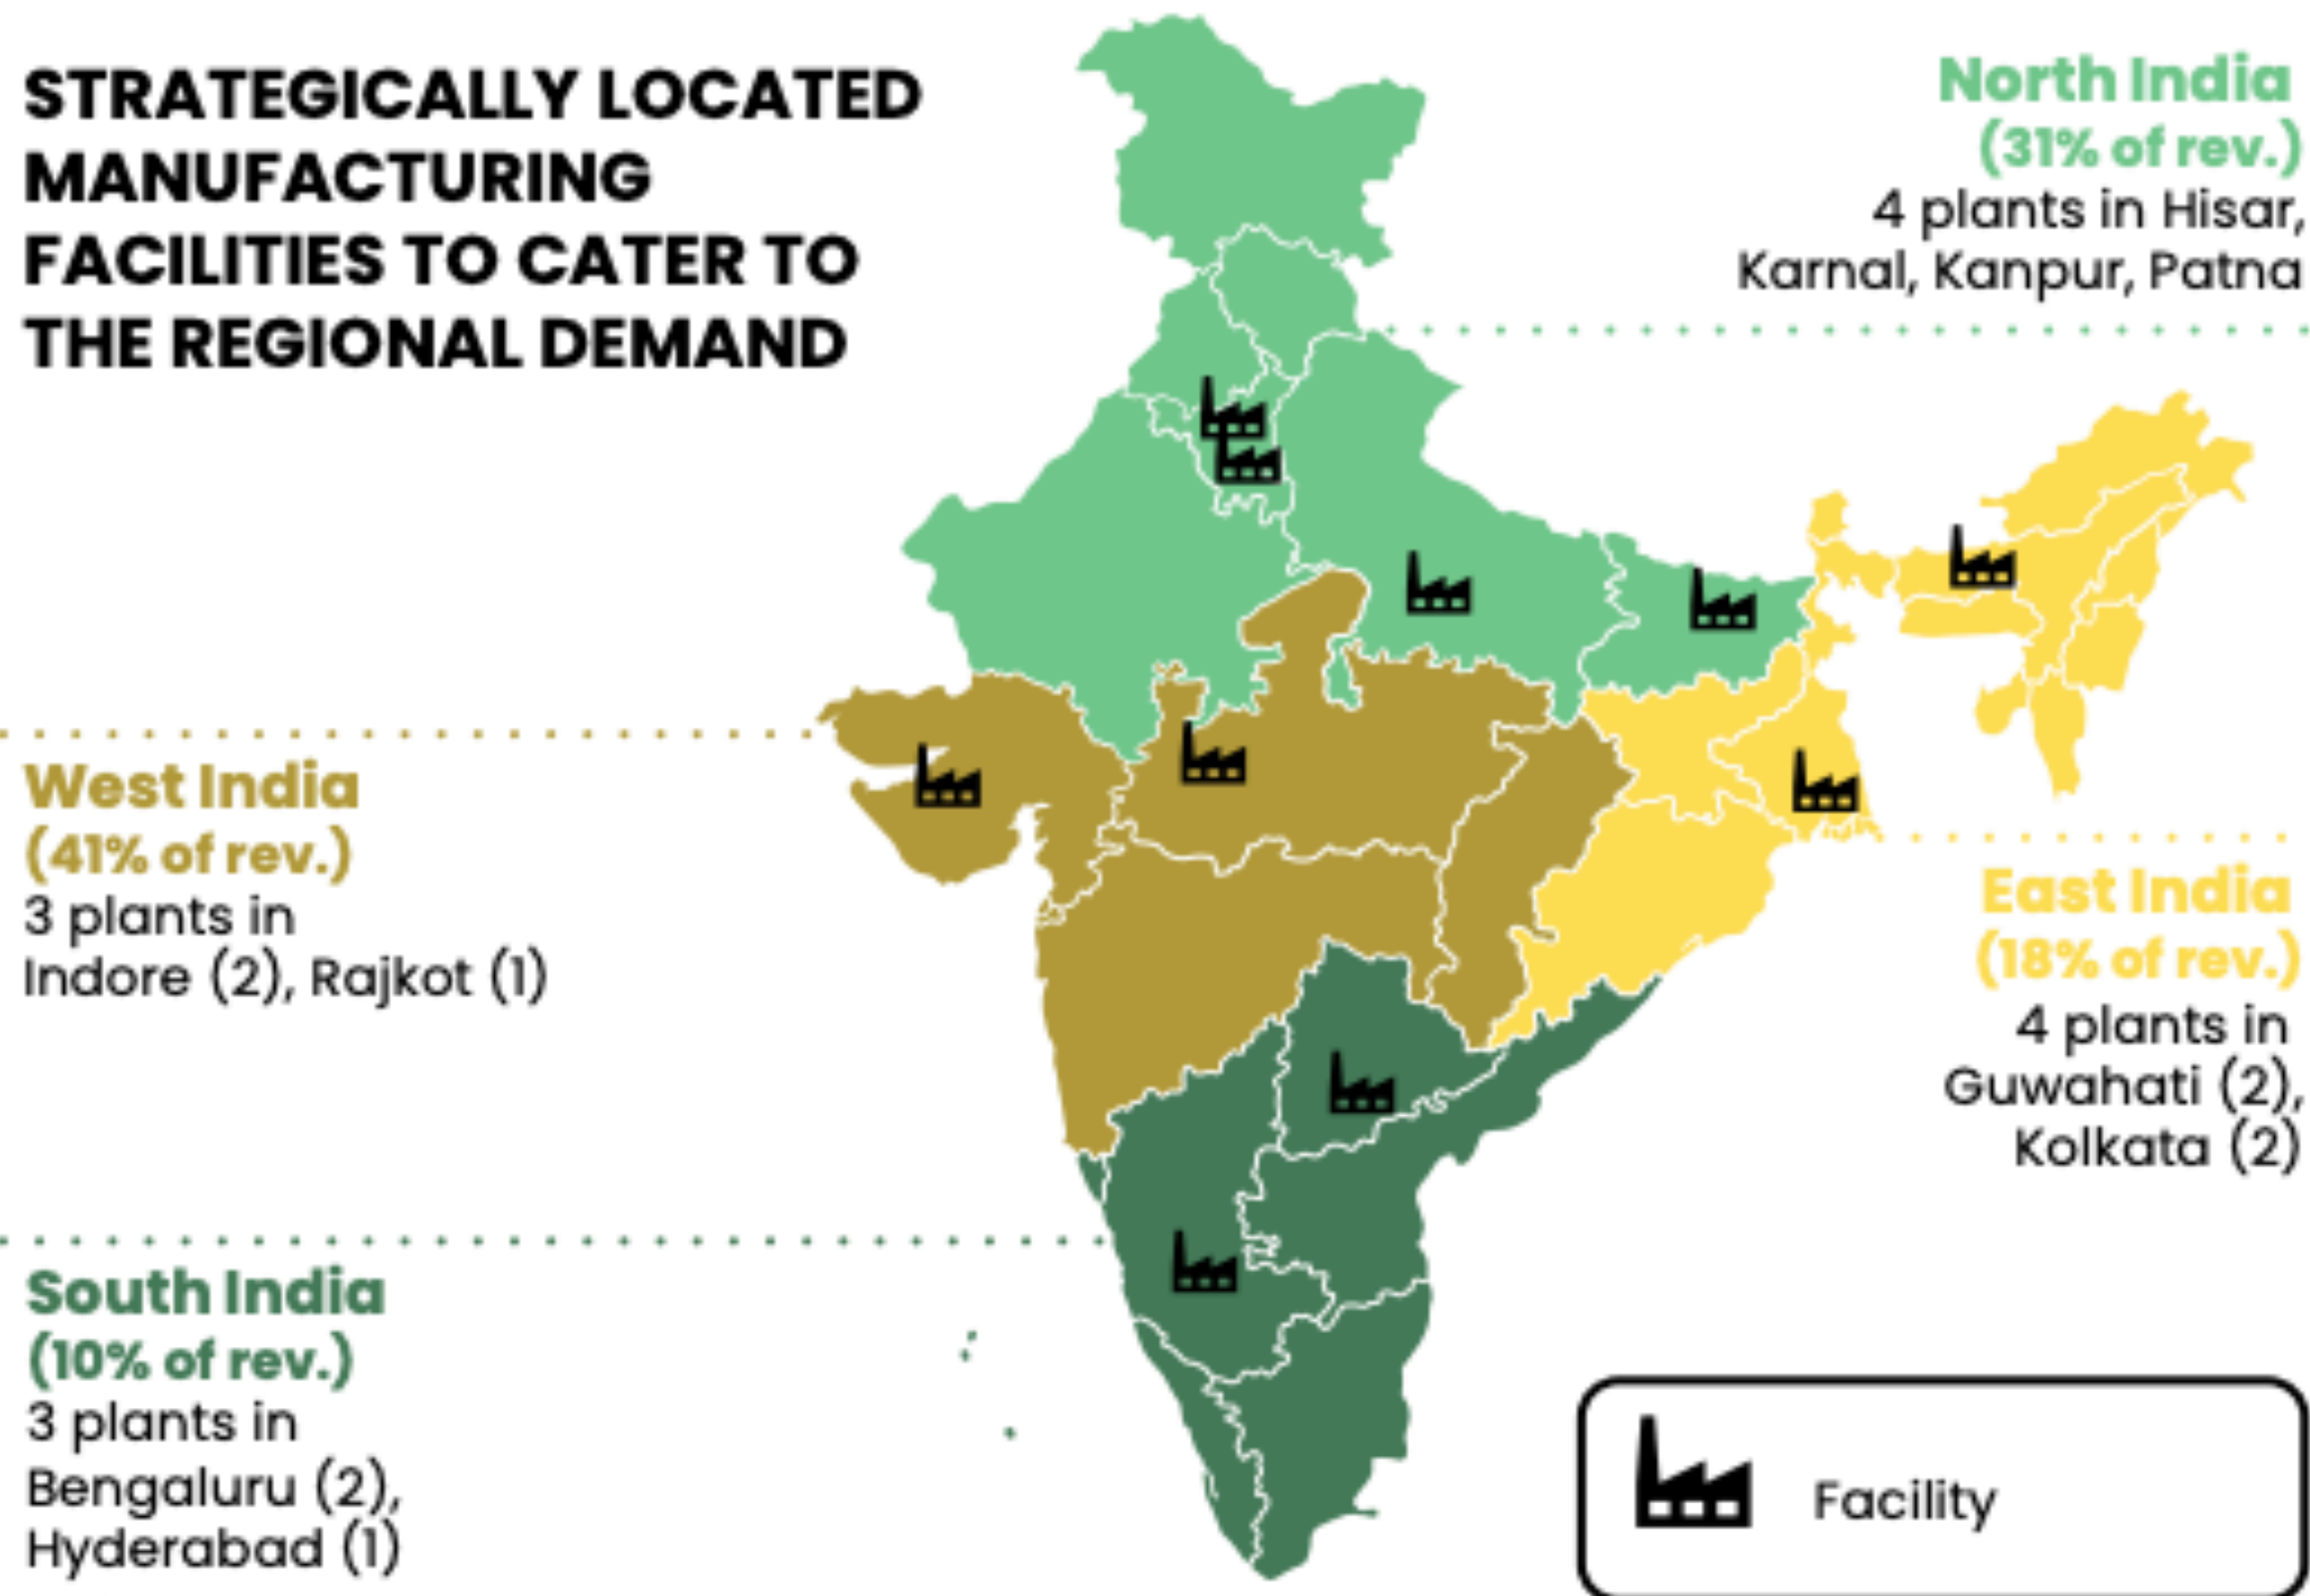 STRATEGICALLY LOCATED
MANUFACTURING
FACILITIES TO CATER TO
THE REGIONAL DEMAND
North India
(31% of rev.)
4 plants in Hisar,
Karnal, Kanpur, Patna
West India
(41% of rev.)
3 plants in
Indore (2), Rajkot (1)
East India
(18% of rev.)
4 plants in
Guwahati (2),
Kolkata (2)
South India
(10% of rev.)
3 plants in
Bengaluru (2),
Hyderabad (1)
Facility